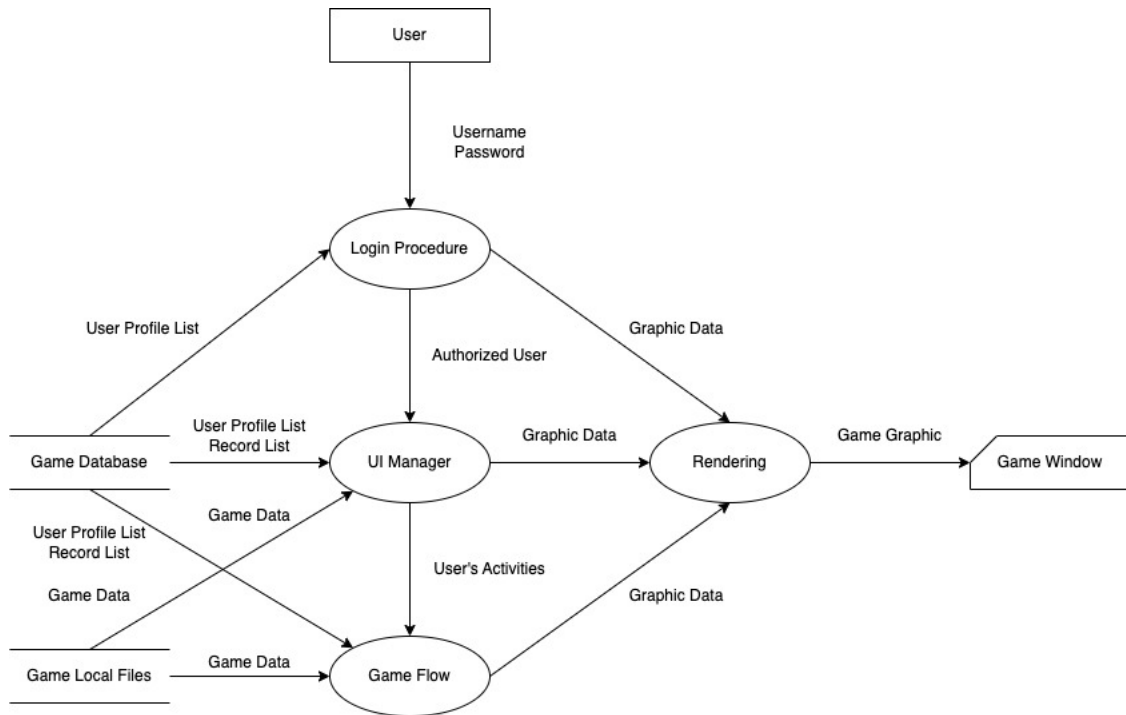 User
Username
Password
Login Procedure
User Profile List
Graphic Data
Authorized User
User Profile List
Record List
Graphic Data
Game Graphic
Game Database
UI Manager
Rendering
Game Window
Game Data
User Profile List
Record List
User's Activities
Game Data
Graphic Data
Game Data
Game Local Files
Game Flow